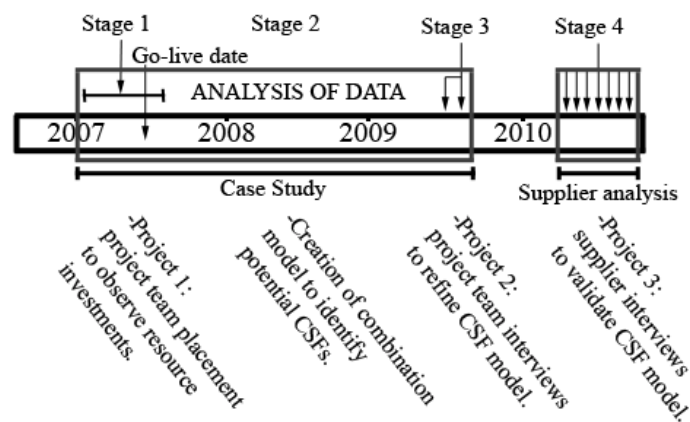 Stage 1
Stage 2
Stage 3
Stage 4
Go-live date
ANALYSIS OF DATA
2007
2008
2009
2010
Case Study
Supplier analysis
-Project 1:
project team placement
to observe resource
investments.
-Creation of combination
model to identify
potential CSFs.
-Project 2:
project team interviews
to refine CSF model.
-Project 3:
supplier interviews
to validate CSF model.